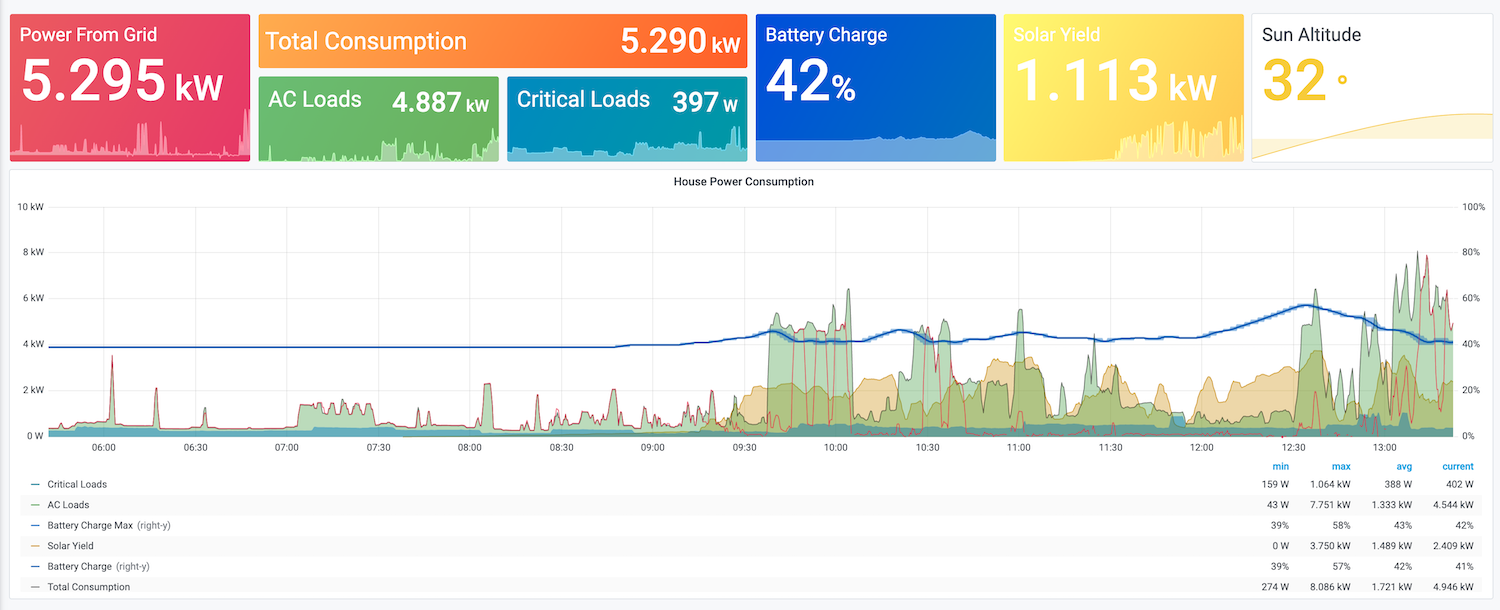 Power From Grid
5.295 kW
Total Consumption 5.290 kW
AC Loads 4.887 kW
Critical Loads 397 W
Battery Charge
42%
Solar Yield
1.113 kW
Sun Altitude
32 °
House Power Consumption
10 kW 100%
8 kW 80%
6 kW 60%
4 kW 40%
2 kW 20%
0 W 0%
06:00 06:30 07:00 07:30 08:00 08:30 09:00 09:30 10:00 10:30 11:00 11:30 12:00 12:30 13:00
min max avg current
Critical Loads 159 W 1.064 kW 388 W 402 W
AC Loads 43 W 7.751 kW 1.333 kW 4.544 kW
Battery Charge Max (right-y) 39% 58% 43% 42%
Solar Yield 0 W 3.750 kW 1.489 kW 2.409 kW
Battery Charge (right-y) 39% 57% 42% 41%
Total Consumption 274 W 8.086 kW 1.721 kW 4.946 kW